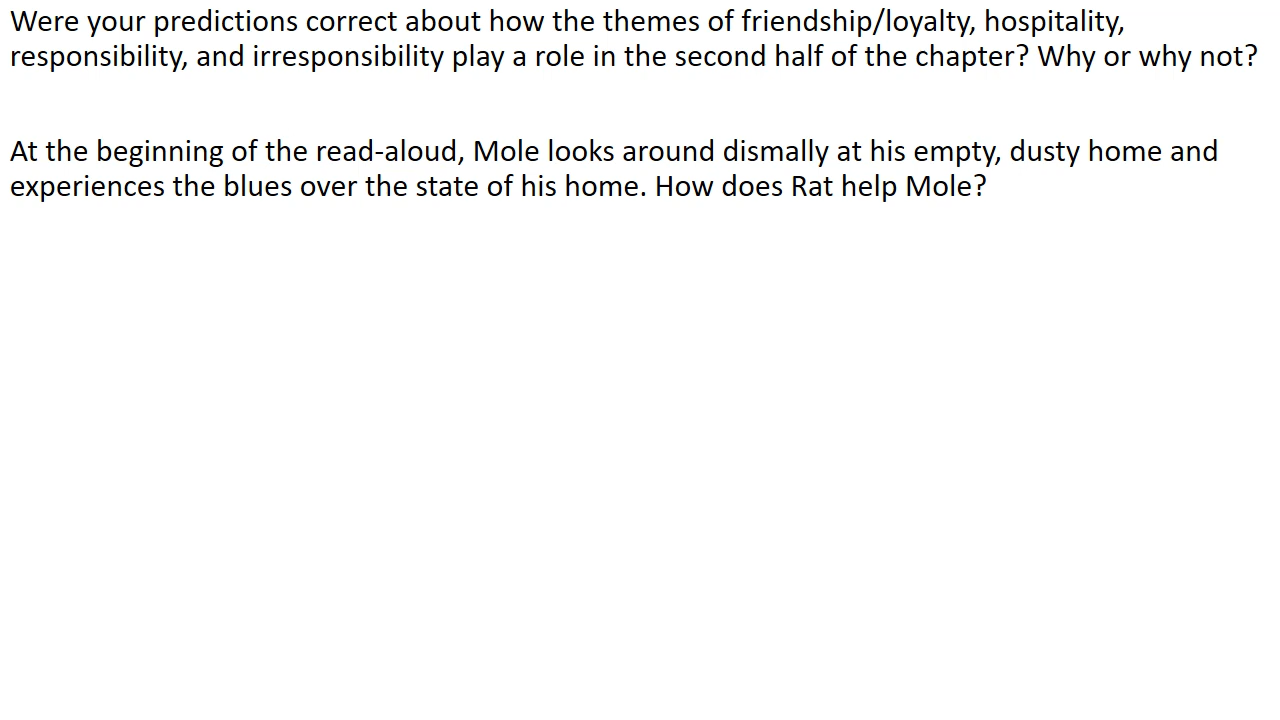 Were your predictions correct about how the themes of friendship/loyalty, hospitality,
responsibility, and irresponsibility play a role in the second half of the chapter? Why or why not?
At the beginning of the read-aloud, Mole looks around dismally at his empty, dusty home and
experiences the blues over the state of his home. How does Rat help Mole?